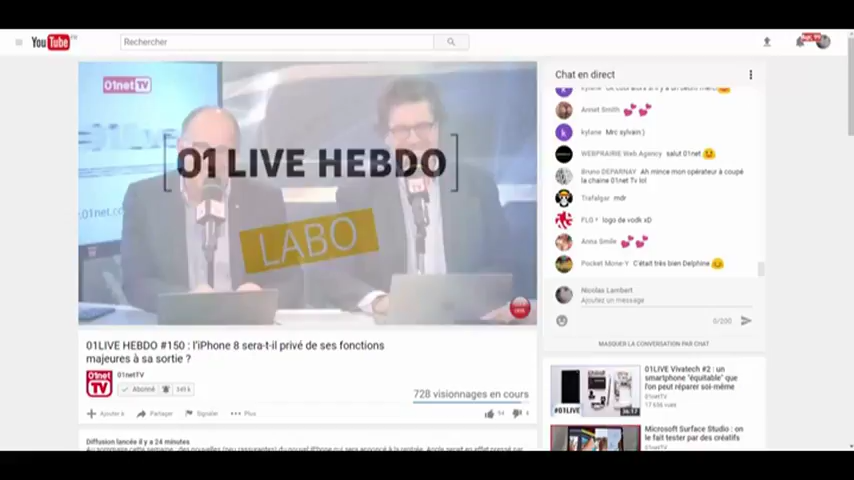 YouTube
Rechercher
01netTV
01 LIVE HEBDO
LABO
01LIVE HEBDO #150 : l'iPhone 8 sera-t-il privé de ses fonctions
majeures à sa sortie ?
01netTV
Abonné
728 visionnages en cours
Ajouter à
Partager
Signaler
Plus
Diffusion lancée il y a 24 minutes
Chat en direct
Annet Smith
kylane Mrc sylvain )
WEBPRAIRIE Web Agency salut 01net
Bruno DEPARNAY Ah mince mon opérateur à coupé
la chaine 01net Tv lol
Trafalgar mdr
FLO * logo de vodk xD
Anna Smile
Pocket Mone-Y C'était très bien Delphine
Nicolas Lambert
Ajoutez un message
0/200
MASQUER LA CONVERSATION PAR CHAT
01LIVE Vivatech #2 : un
smartphone "équitable" que
l'on peut réparer soi-même
01netTV
#01LIVE
36:17
Microsoft Surface Studio : on
le fait tester par des créatifs
01netTV